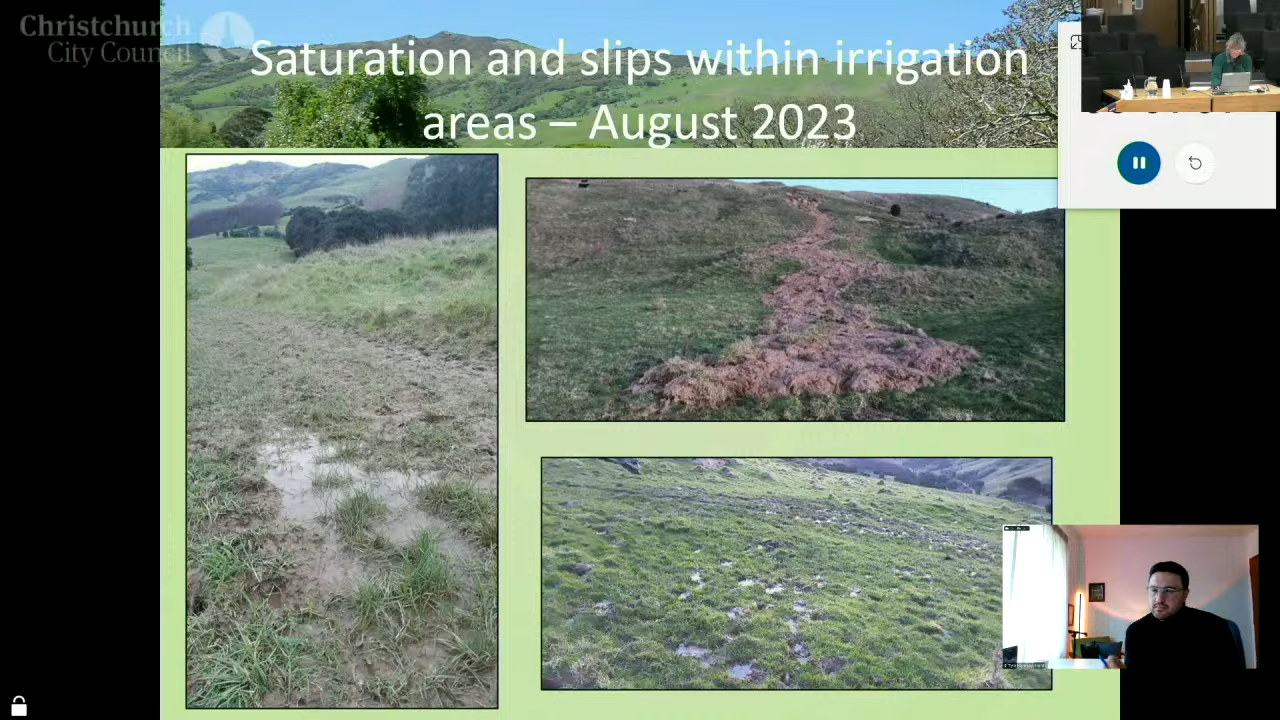 Christchurch
City Council
Saturation and slips within irrigation
areas – August 2023